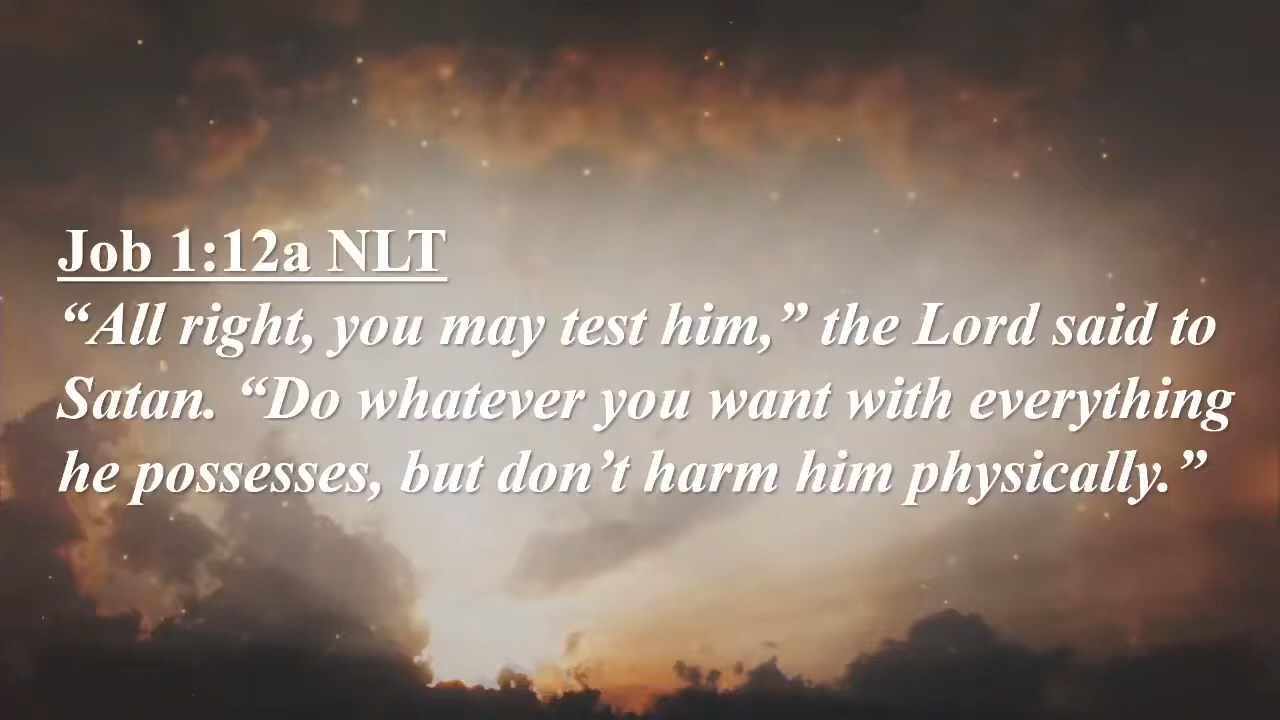 Job 1:12a NLT
“All right, you may test him,” the Lord said to
Satan. “Do whatever you want with everything
he possesses, but don’t harm him physically.”